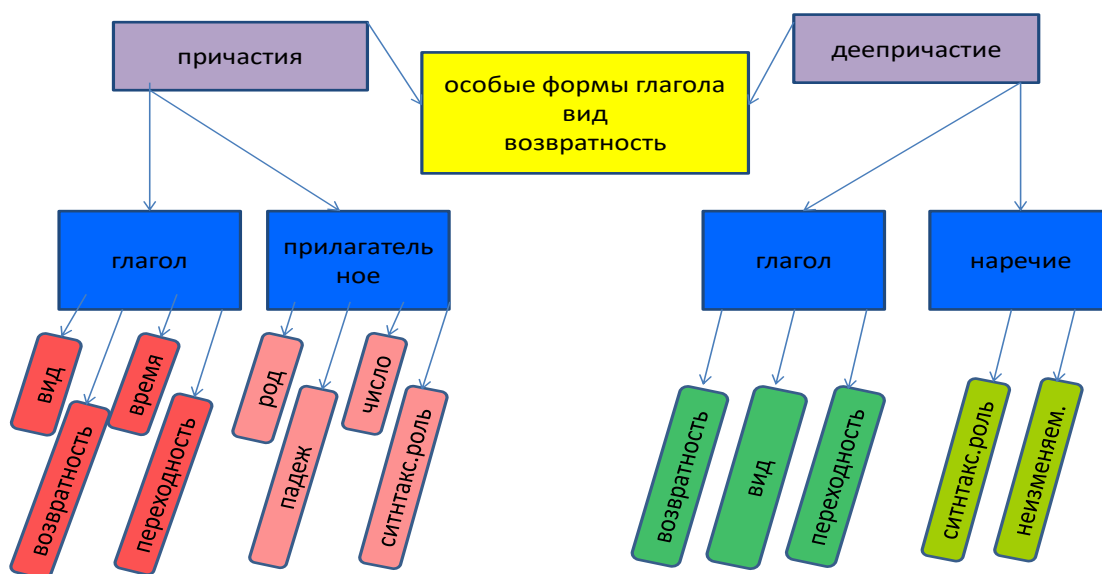 причастия
деепричастие
особые формы глагола
вид
возвратность
глагол
прилагатель
ное
глагол
наречие
вид
возвратность
время
переходность
род
падеж
число
ситнтакс.роль
возвратность
вид
переходность
ситнтакс.роль
неизменяем.